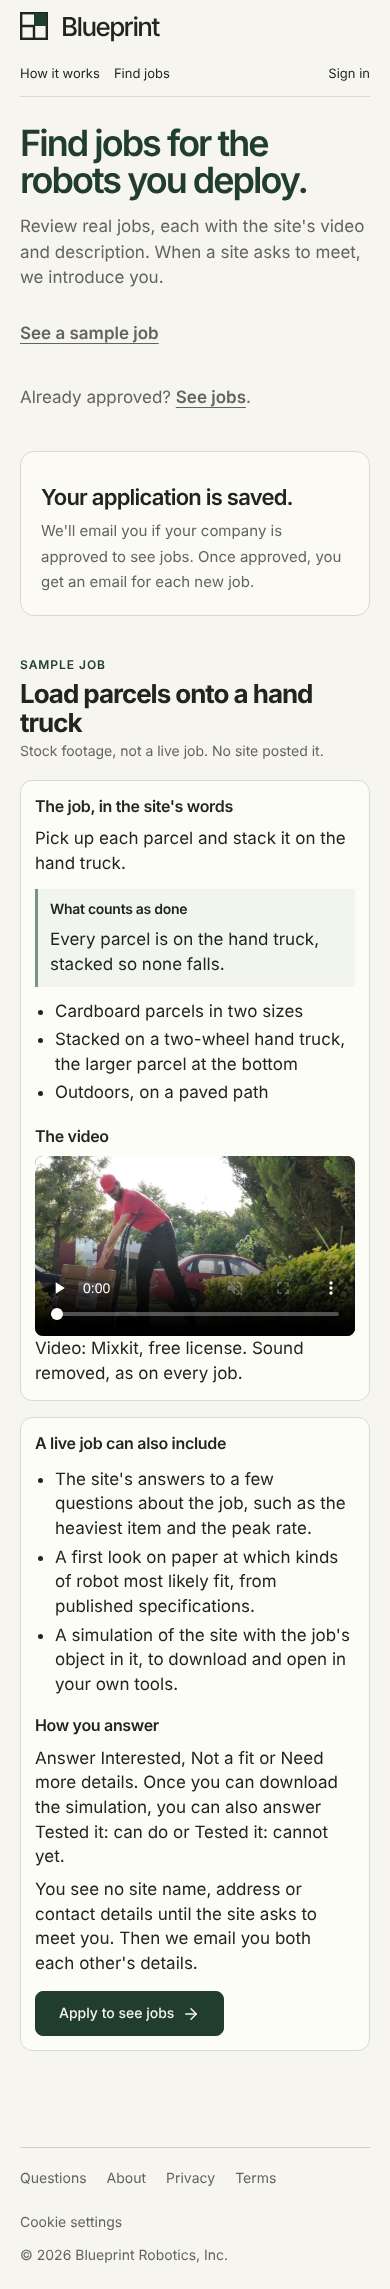 Blueprint
How it works Find jobs Sign in
Find jobs for the
robots you deploy.
Review real jobs, each with the site's video
and description. When a site asks to meet,
we introduce you.
See a sample job
Already approved? See jobs.
Your application is saved.
We'll email you if your company is
approved to see jobs. Once approved, you
get an email for each new job.
SAMPLE JOB
Load parcels onto a hand
truck
Stock footage, not a live job. No site posted it.
The job, in the site's words
Pick up each parcel and stack it on the
hand truck.
What counts as done
Every parcel is on the hand truck,
stacked so none falls.
• Cardboard parcels in two sizes
• Stacked on a two-wheel hand truck,
the larger parcel at the bottom
• Outdoors, on a paved path
The video
0:00
Video: Mixkit, free license. Sound
removed, as on every job.
A live job can also include
• The site's answers to a few
questions about the job, such as the
heaviest item and the peak rate.
• A first look on paper at which kinds
of robot most likely fit, from
published specifications.
• A simulation of the site with the job's
object in it, to download and open in
your own tools.
How you answer
Answer Interested, Not a fit or Need
more details. Once you can download
the simulation, you can also answer
Tested it: can do or Tested it: cannot
yet.
You see no site name, address or
contact details until the site asks to
meet you. Then we email you both
each other's details.
Apply to see jobs →
Questions About Privacy Terms
Cookie settings
© 2026 Blueprint Robotics, Inc.